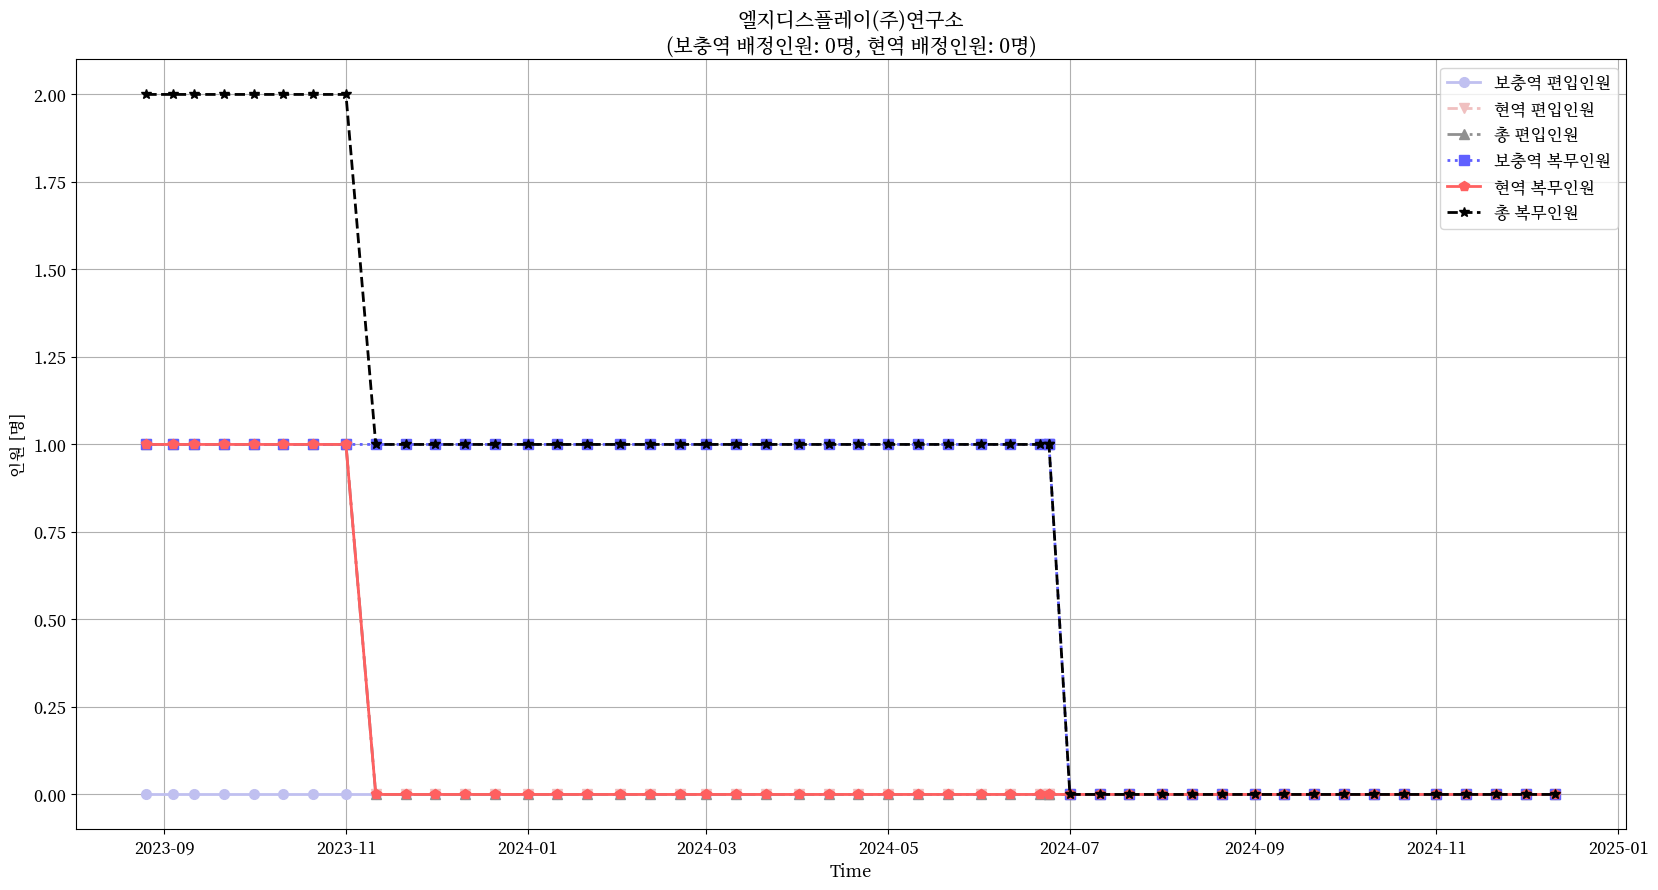 엘지디스플레이(주)연구소
(보충역 배정인원: 0명, 현역 배정인원: 0명)
보충역 편입인원
현역 편입인원
총 편입인원
보충역 복무인원
현역 복무인원
총 복무인원
인원 [명]
2.00
1.75
1.50
1.25
1.00
0.75
0.50
0.25
0.00
2023-09
2023-11
2024-01
2024-03
2024-05
2024-07
2024-09
2024-11
2025-01
Time